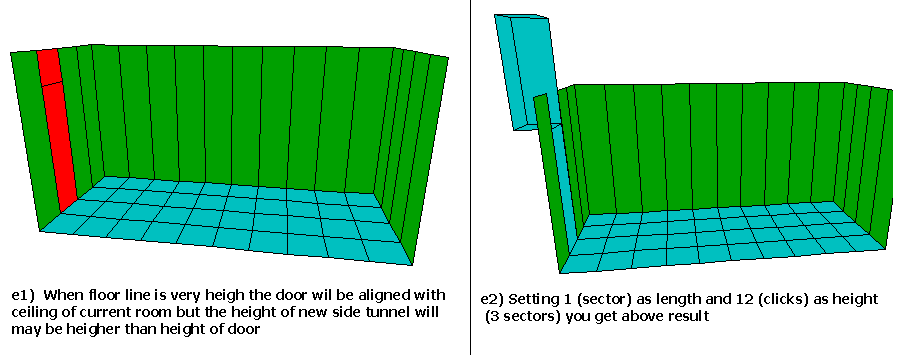 e1) When floor line is very heigh the door wil be aligned with
ceiling of current room but the height of new side tunnel will
may be heigher than height of door
e2) Setting 1 (sector) as length and 12 (clicks) as height
(3 sectors) you get above result